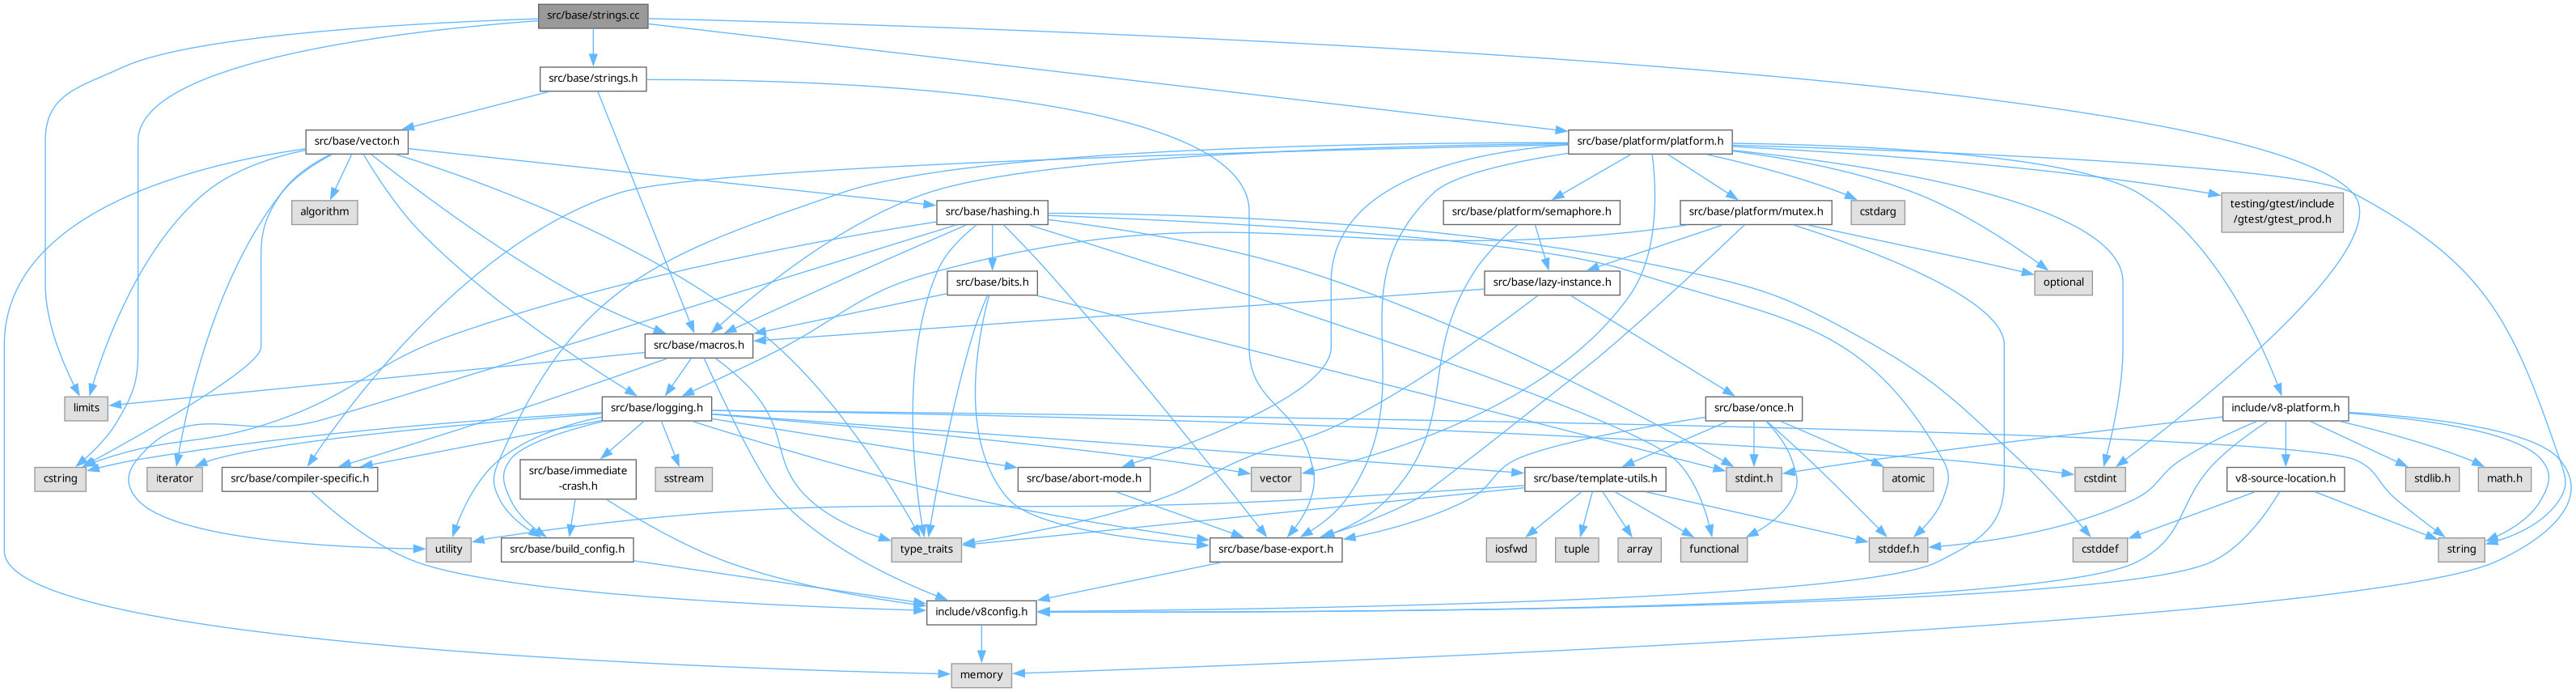 src/base/strings.cc
src/base/strings.h
src/base/vector.h
src/base/platform/platform.h
algorithm
src/base/hashing.h
src/base/platform/semaphore.h
src/base/platform/mutex.h
cstdarg
testing/gtest/include
/gtest/gtest_prod.h
src/base/bits.h
src/base/lazy-instance.h
optional
src/base/macros.h
limits
src/base/logging.h
src/base/once.h
include/v8-platform.h
cstring
iterator
src/base/compiler-specific.h
src/base/immediate
-crash.h
sstream
src/base/abort-mode.h
vector
src/base/template-utils.h
stdint.h
atomic
cstdint
v8-source-location.h
stdlib.h
math.h
utility
src/base/build_config.h
type_traits
src/base/base-export.h
iosfwd
tuple
array
functional
stddef.h
cstddef
string
include/v8config.h
memory